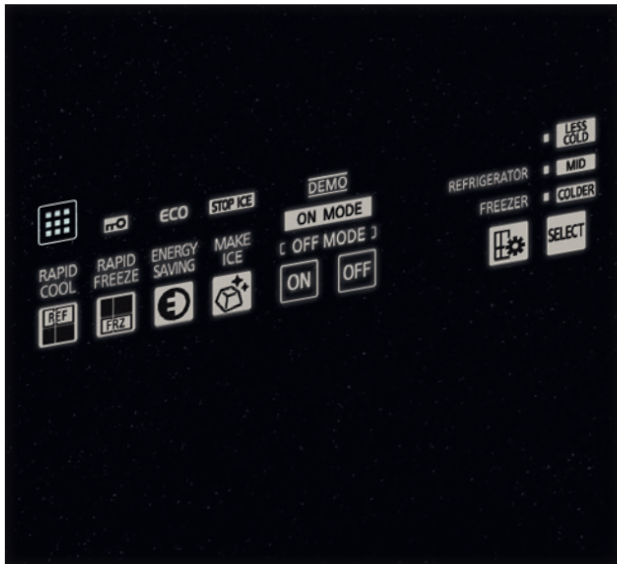 LESS
COLD
MID
COLDER
REFRIGERATOR
FREEZER
SELECT
DEMO
ON MODE
[ OFF MODE ]
ON
OFF
ECO
STOP ICE
RAPID
COOL
RAPID
FREEZE
ENERGY
SAVING
MAKE
ICE
REF
FRZ